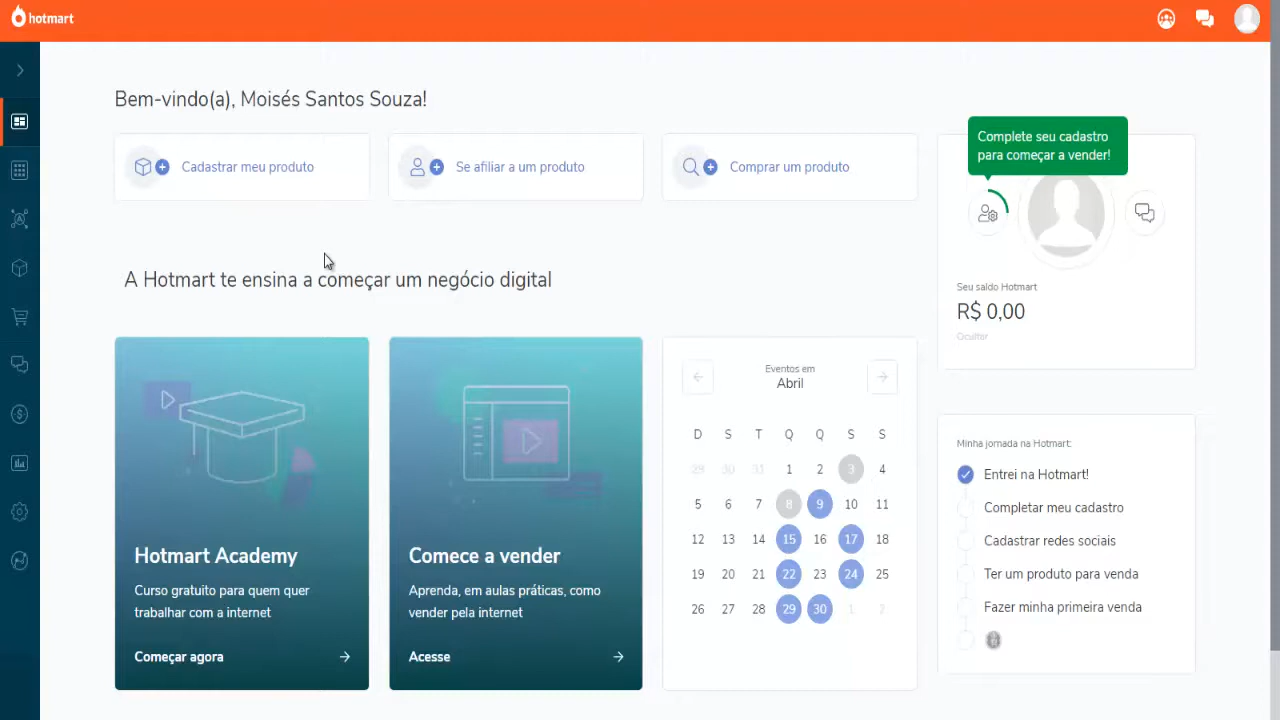 hotmart
Bem-vindo(a), Moisés Santos Souza!
Cadastrar meu produto
Se afiliar a um produto
Comprar um produto
Complete seu cadastro
para começar a vender!
Seu saldo Hotmart
R$ 0,00
Ocultar
A Hotmart te ensina a começar um negócio digital
Hotmart Academy
Curso gratuito para quem quer
trabalhar com a internet
Começar agora
Comece a vender
Aprenda, em aulas práticas, como
vender pela internet
Acesse
Eventos em
Abril
D S T Q Q S S
29 30 31 1 2 3 4
5 6 7 8 9 10 11
12 13 14 15 16 17 18
19 20 21 22 23 24 25
26 27 28 29 30 1 2
Minha jornada na Hotmart:
Entrei na Hotmart!
Completar meu cadastro
Cadastrar redes sociais
Ter um produto para venda
Fazer minha primeira venda